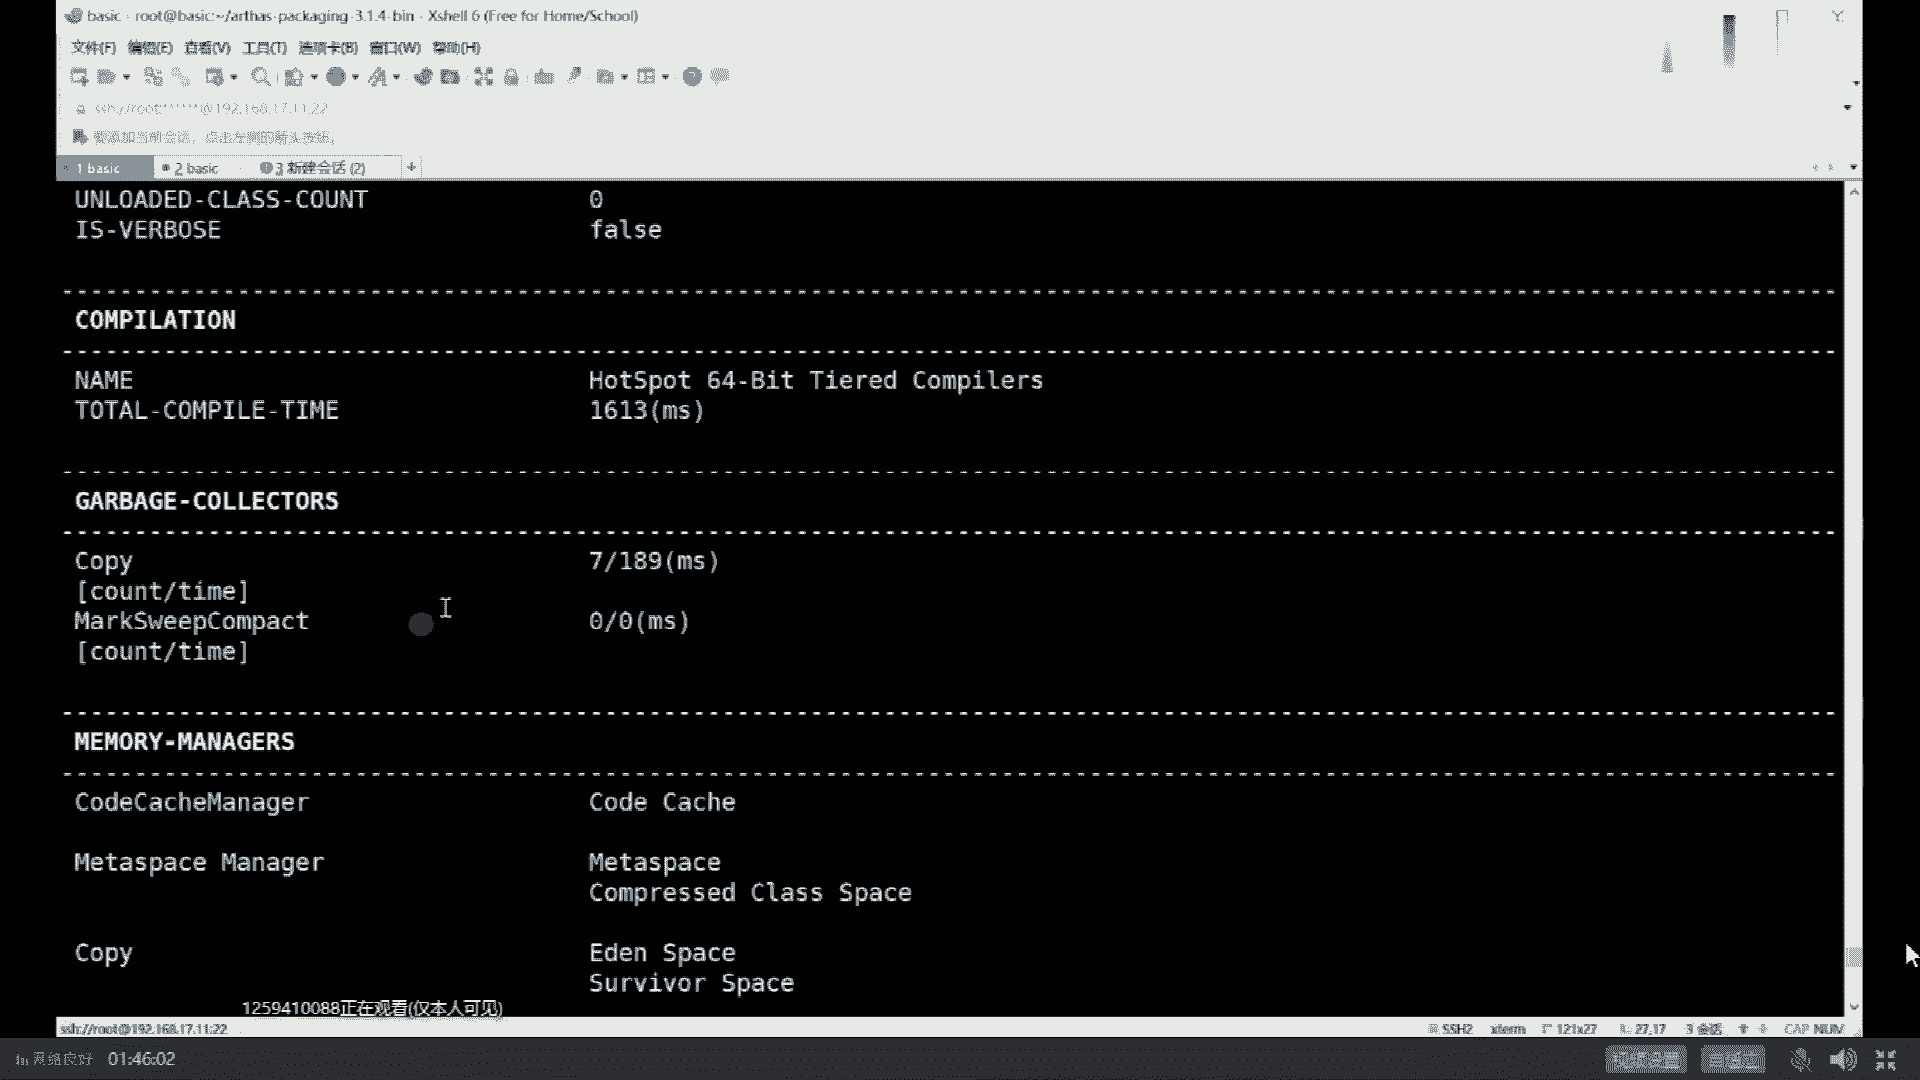 basic - root@basic:~/arthas-packaging-3.1.4-bin - Xshell 6 (Free for Home/School)
文件(F) 编辑(E) 查看(V) 工具(T) 选项卡(B) 窗口(W) 帮助(H)
ssh://root:******@192.168.17.11:22
要添加当前会话，点击左侧的箭头按钮。
1 basic 2 basic 3 新建会话 (2) +
UNLOADED-CLASS-COUNT 0
IS-VERBOSE false
COMPILATION
NAME HotSpot 64-Bit Tiered Compilers
TOTAL-COMPILE-TIME 1613(ms)
GARBAGE-COLLECTORS
Copy 7/189(ms)
[count/time]
MarkSweepCompact 0/0(ms)
[count/time]
MEMORY-MANAGERS
CodeCacheManager Code Cache
Metaspace Manager Metaspace
Compressed Class Space
Copy Eden Space
Survivor Space
1259410088正在观看(仅本人可见)
ssh://root@192.168.17.11:22 SSH2 xterm 121x27 27,17 3 会话 CAP NUM
网络良好 01:46:02